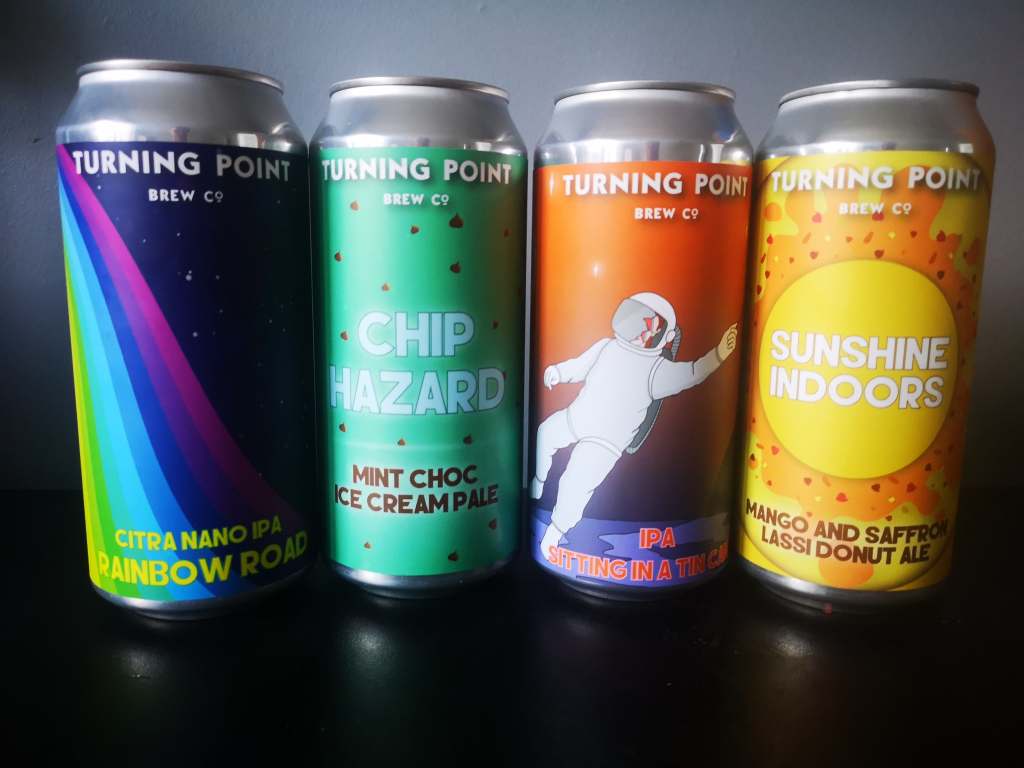 TURNING POINT
BREW Cº
CITRA NANO IPA
RAINBOW ROAD
TURNING POINT
BREW Cº
CHIP
HAZARD
MINT CHOC
ICE CREAM PALE
TURNING POINT
BREW Cº
IPA
SITTING IN A TIN CAN
TURNING POINT
BREW Cº
SUNSHINE
INDOORS
MANGO AND SAFFRON
LASSI DONUT ALE